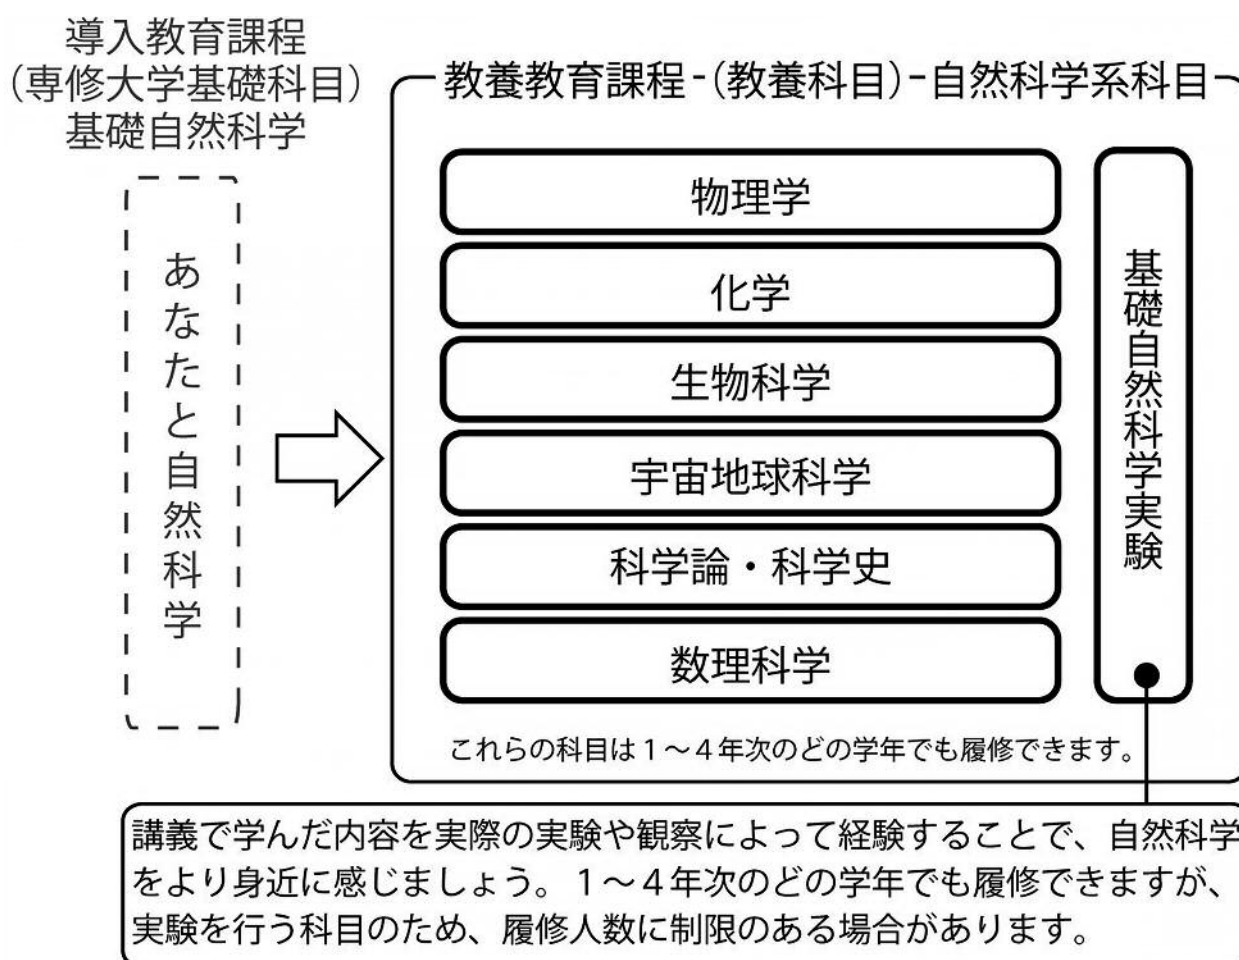 導入教育課程
(専修大学基礎科目)
基礎自然科学
あなたと自然科学
教養教育課程-(教養科目)-自然科学系科目
物理学
化学
生物科学
宇宙地球科学
科学論・科学史
数理科学
基礎自然科学実験
これらの科目は1～4年次のどの学年でも履修できます。
講義で学んだ内容を実際の実験や観察によって経験することで、自然科学
をより身近に感じましょう。1～4年次のどの学年でも履修できますが、
実験を行う科目のため、履修人数に制限のある場合があります。